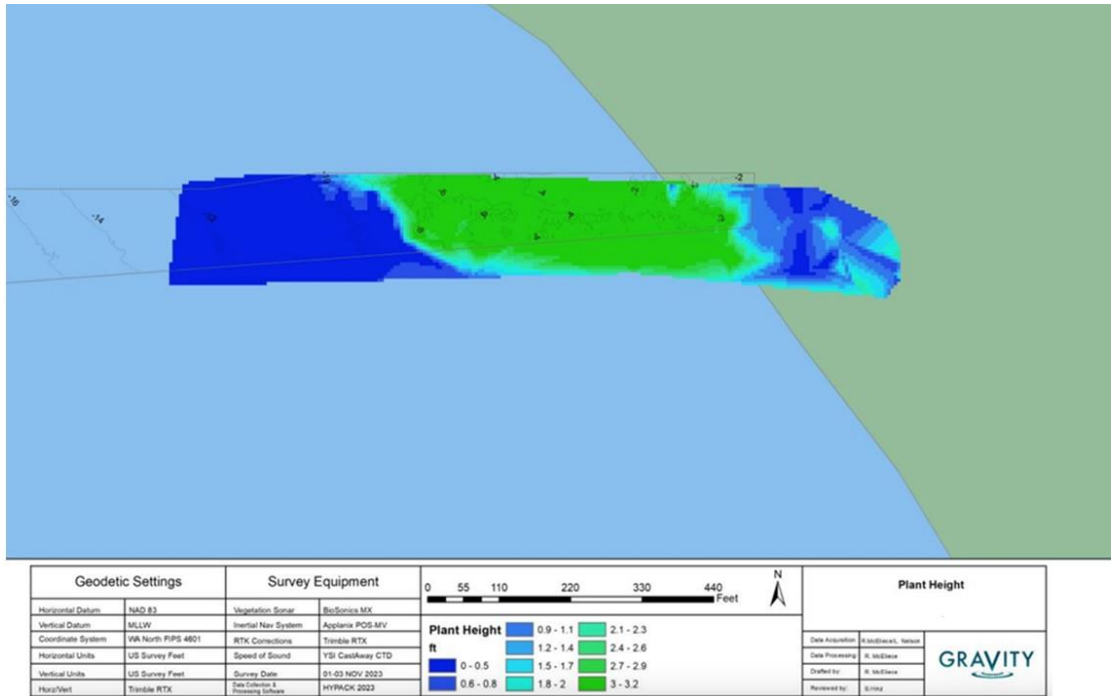 -16
-14
-2
Geodetic Settings
Survey Equipment
Horizontal Datum NAD 83 Vegetation Sonar BioSonics MX
Vertical Datum MLLW Inertial Nav System Applanix POS-MV
Coordinate System WA North FIPS 4601 RTK Corrections Trimble RTX
Horizontal Units US Survey Feet Speed of Sound YSI CastAway CTD
Vertical Units US Survey Feet Survey Date 01-03 NOV 2023
Horz/Vert Trimble RTX Data Collection & Processing Software HYPACK 2023
0 55 110 220 330 440
Feet
N
Plant Height
ft
0 - 0.5
0.6 - 0.8
0.9 - 1.1
1.2 - 1.4
1.5 - 1.7
1.8 - 2
2.1 - 2.3
2.4 - 2.6
2.7 - 2.9
3 - 3.2
Plant Height
Data Acquisition
Data Processing R. McEliece
Drafted by: R. McEliece
Reviewed by:
GRAVITY